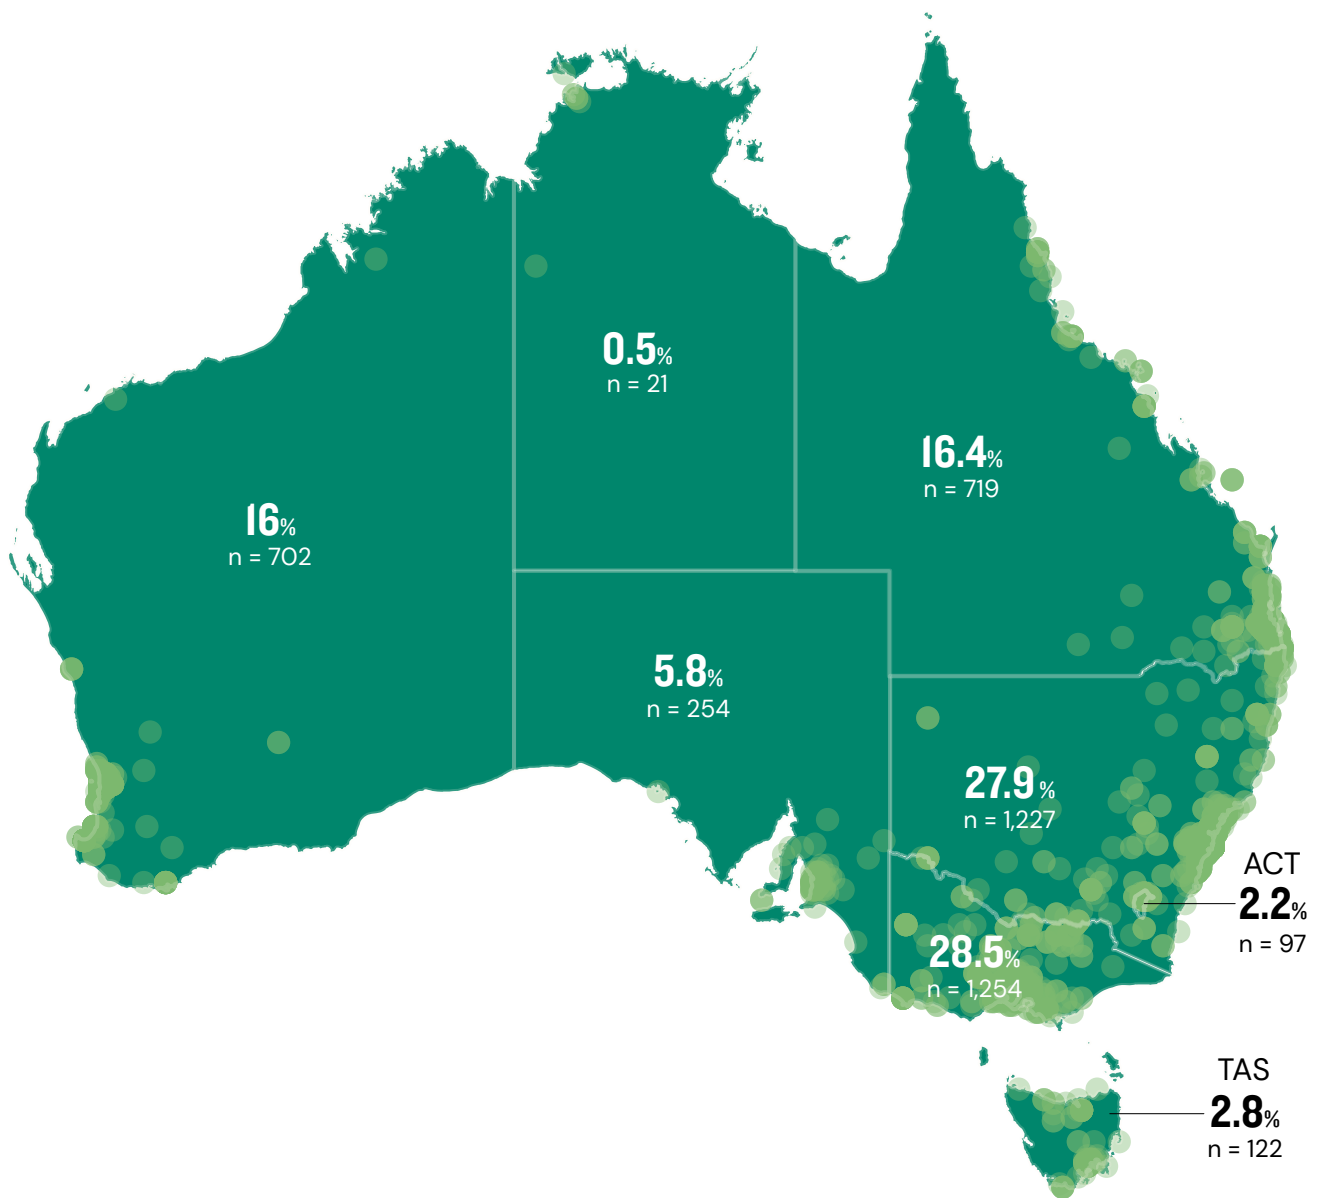 0.5%
n = 21
16.4%
n = 719
16%
n = 702
5.8%
n = 254
27.9 %
n = 1,227
ACT
2.2%
n = 97
28.5%
n = 1,254
TAS
2.8%
n = 122